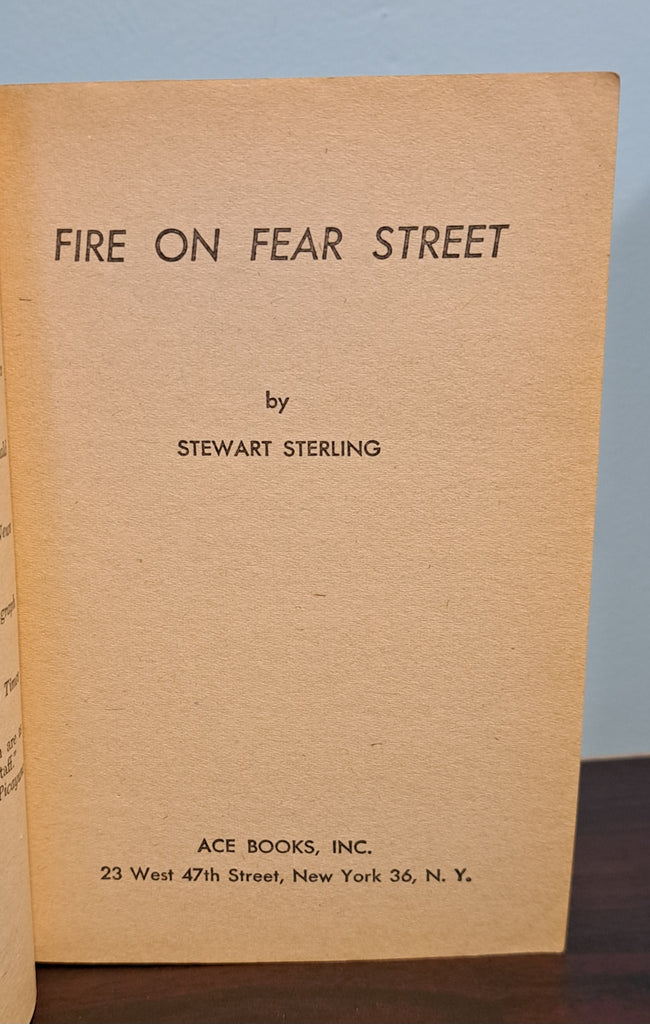 FIRE ON FEAR STREET
by
STEWART STERLING
ACE BOOKS, INC.
23 West 47th Street, New York 36, N. Y.